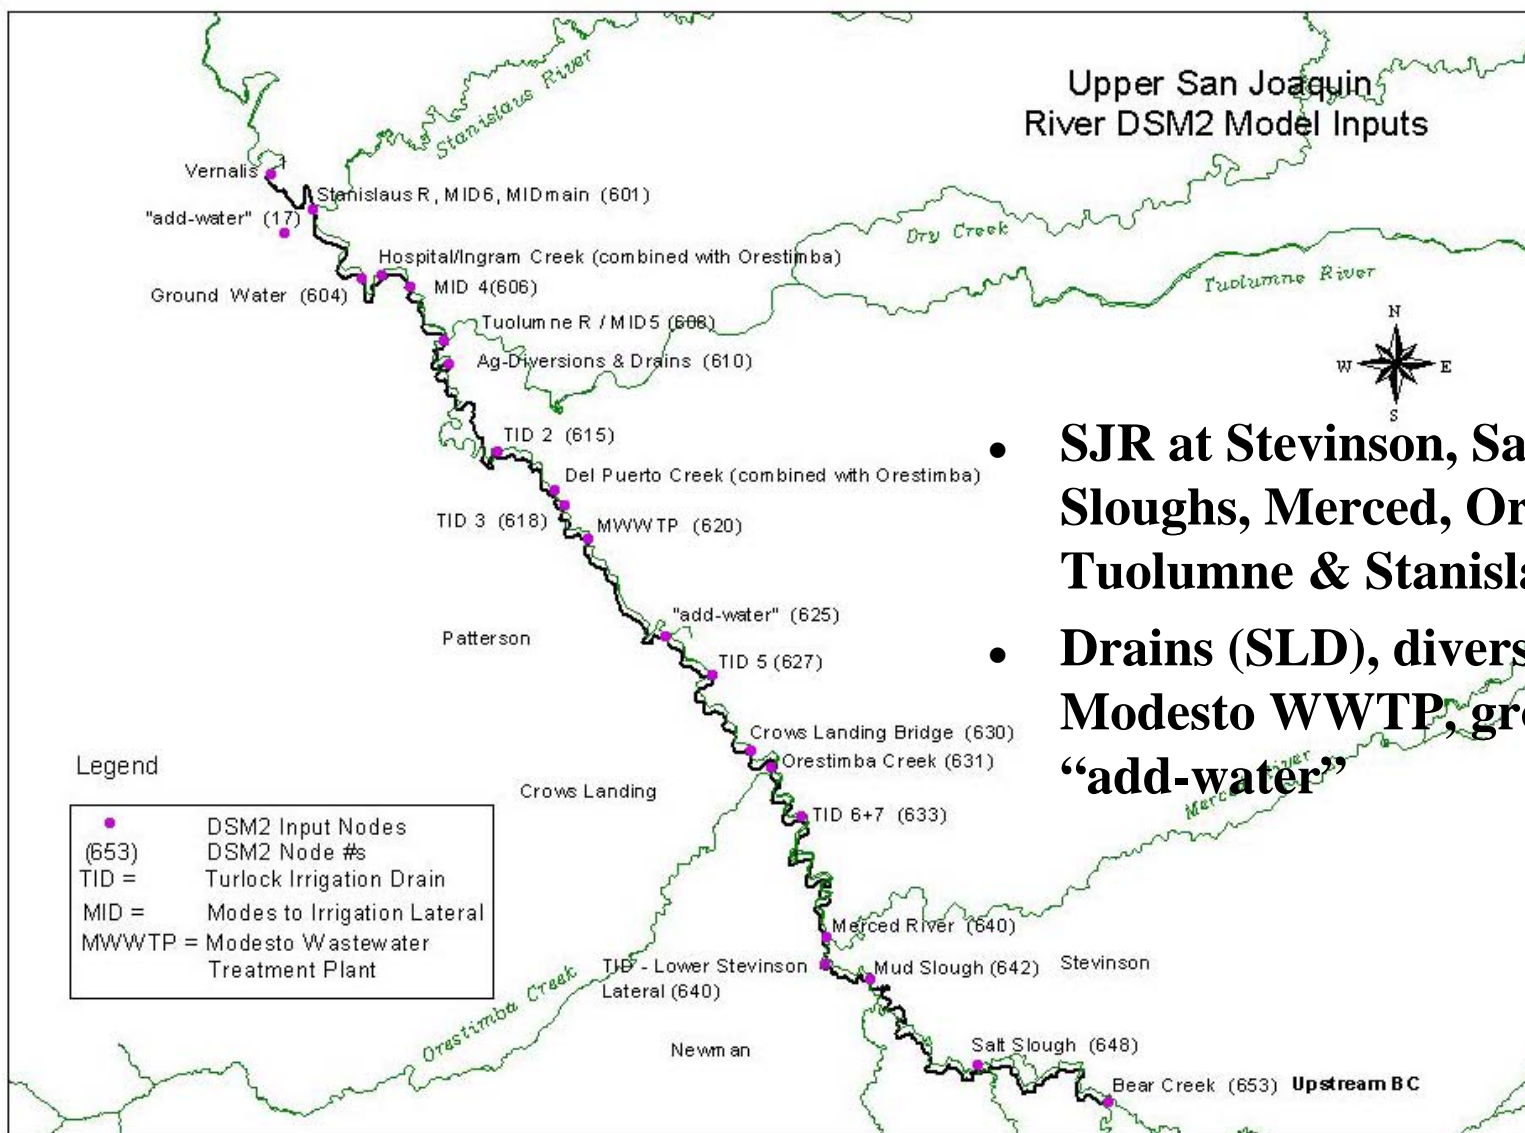 Upper San Joaquin
River DSM2 Model Inputs
Stanislaus River
Vernalis 1
Stanislaus R, MID6, MIDmain (601)
"add-water" (17)
Dry Creek
Hospital/Ingram Creek (combined with Orestimba)
Tuolumne River
Ground Water (604)
MID 4(606)
N
Tuolumne R / MID5 (608)
Ag-Diversions & Drains (610)
W
E
S
TID 2 (615)
• SJR at Stevinson, Sa
Del Puerto Creek (combined with Orestimba)
Sloughs, Merced, Or
TID 3 (618)
MWWTP (620)
Tuolumne & Stanisla
"add-water" (625)
Patterson
• Drains (SLD), divers
TID 5 (627)
Modesto WWTP, gro
Crows Landing Bridge (630)
Orestimba Creek (631)
“add-water”
Merced River
Crows Landing
TID 6+7 (633)
Legend
DSM2 Input Nodes
(653) DSM2 Node #s
TID = Turlock Irrigation Drain
MID = Modes to Irrigation Lateral
MWWTP = Modesto Wastewater
Treatment Plant
Merced River (640)
TID - Lower Stevinson
Lateral (640)
Mud Slough (642)
Stevinson
Orestimba Creek
Newman
Salt Slough (648)
Bear Creek (653) Upstream BC